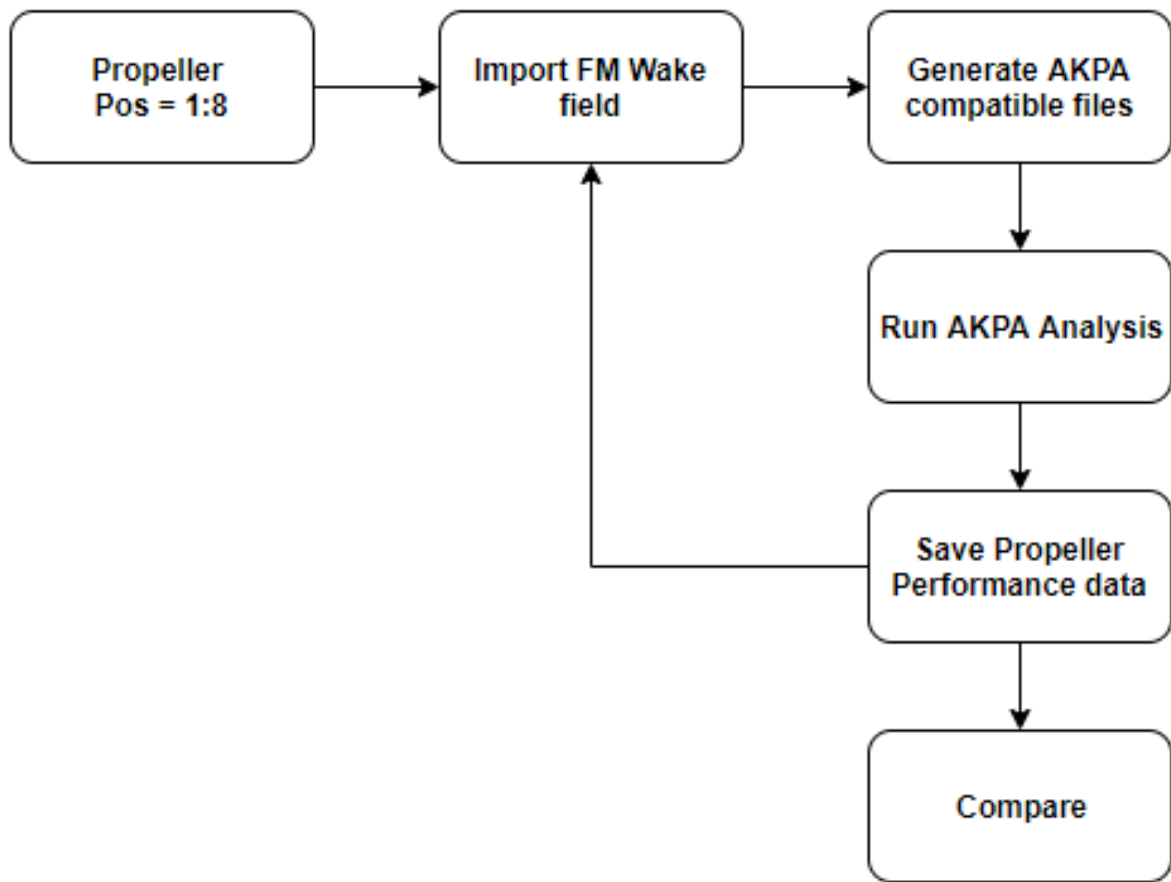 Propeller
Pos = 1:8
Import FM Wake
field
Generate AKPA
compatible files
Run AKPA Analysis
Save Propeller
Performance data
Compare